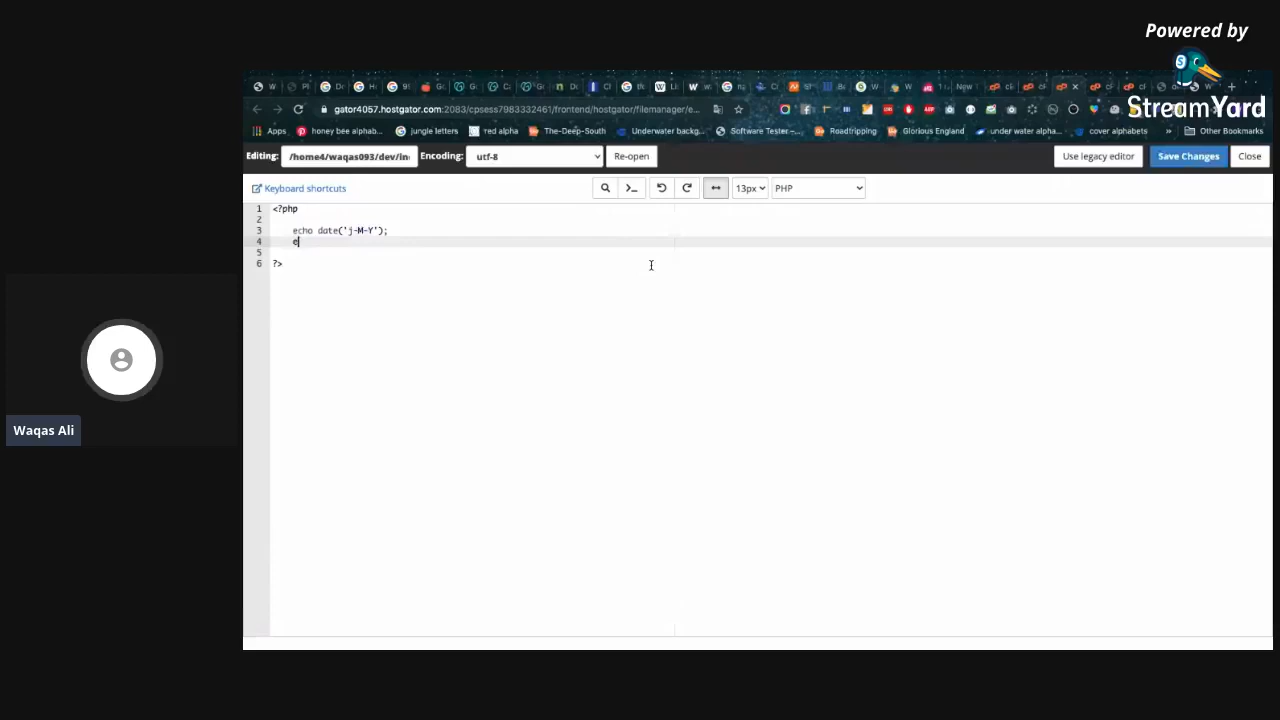 Powered by
StreamYard
gator4057.hostgator.com:2083/cpsess7983332461/frontend/hostgator/filemanager/e...
Apps honey bee alphab... jungle letters red alpha The-Deep-South Underwater backg... Software Tester –... Roadtripping Glorious England under water alpha... cover alphabets » Other Bookmarks
Editing: /home4/waqas093/dev/in Encoding: utf-8 Re-open Use legacy editor Save Changes Close
Keyboard shortcuts 13px PHP
1 <?php
2
3 echo date('j-M-Y');
4 e
5
6 ?>
Waqas Ali